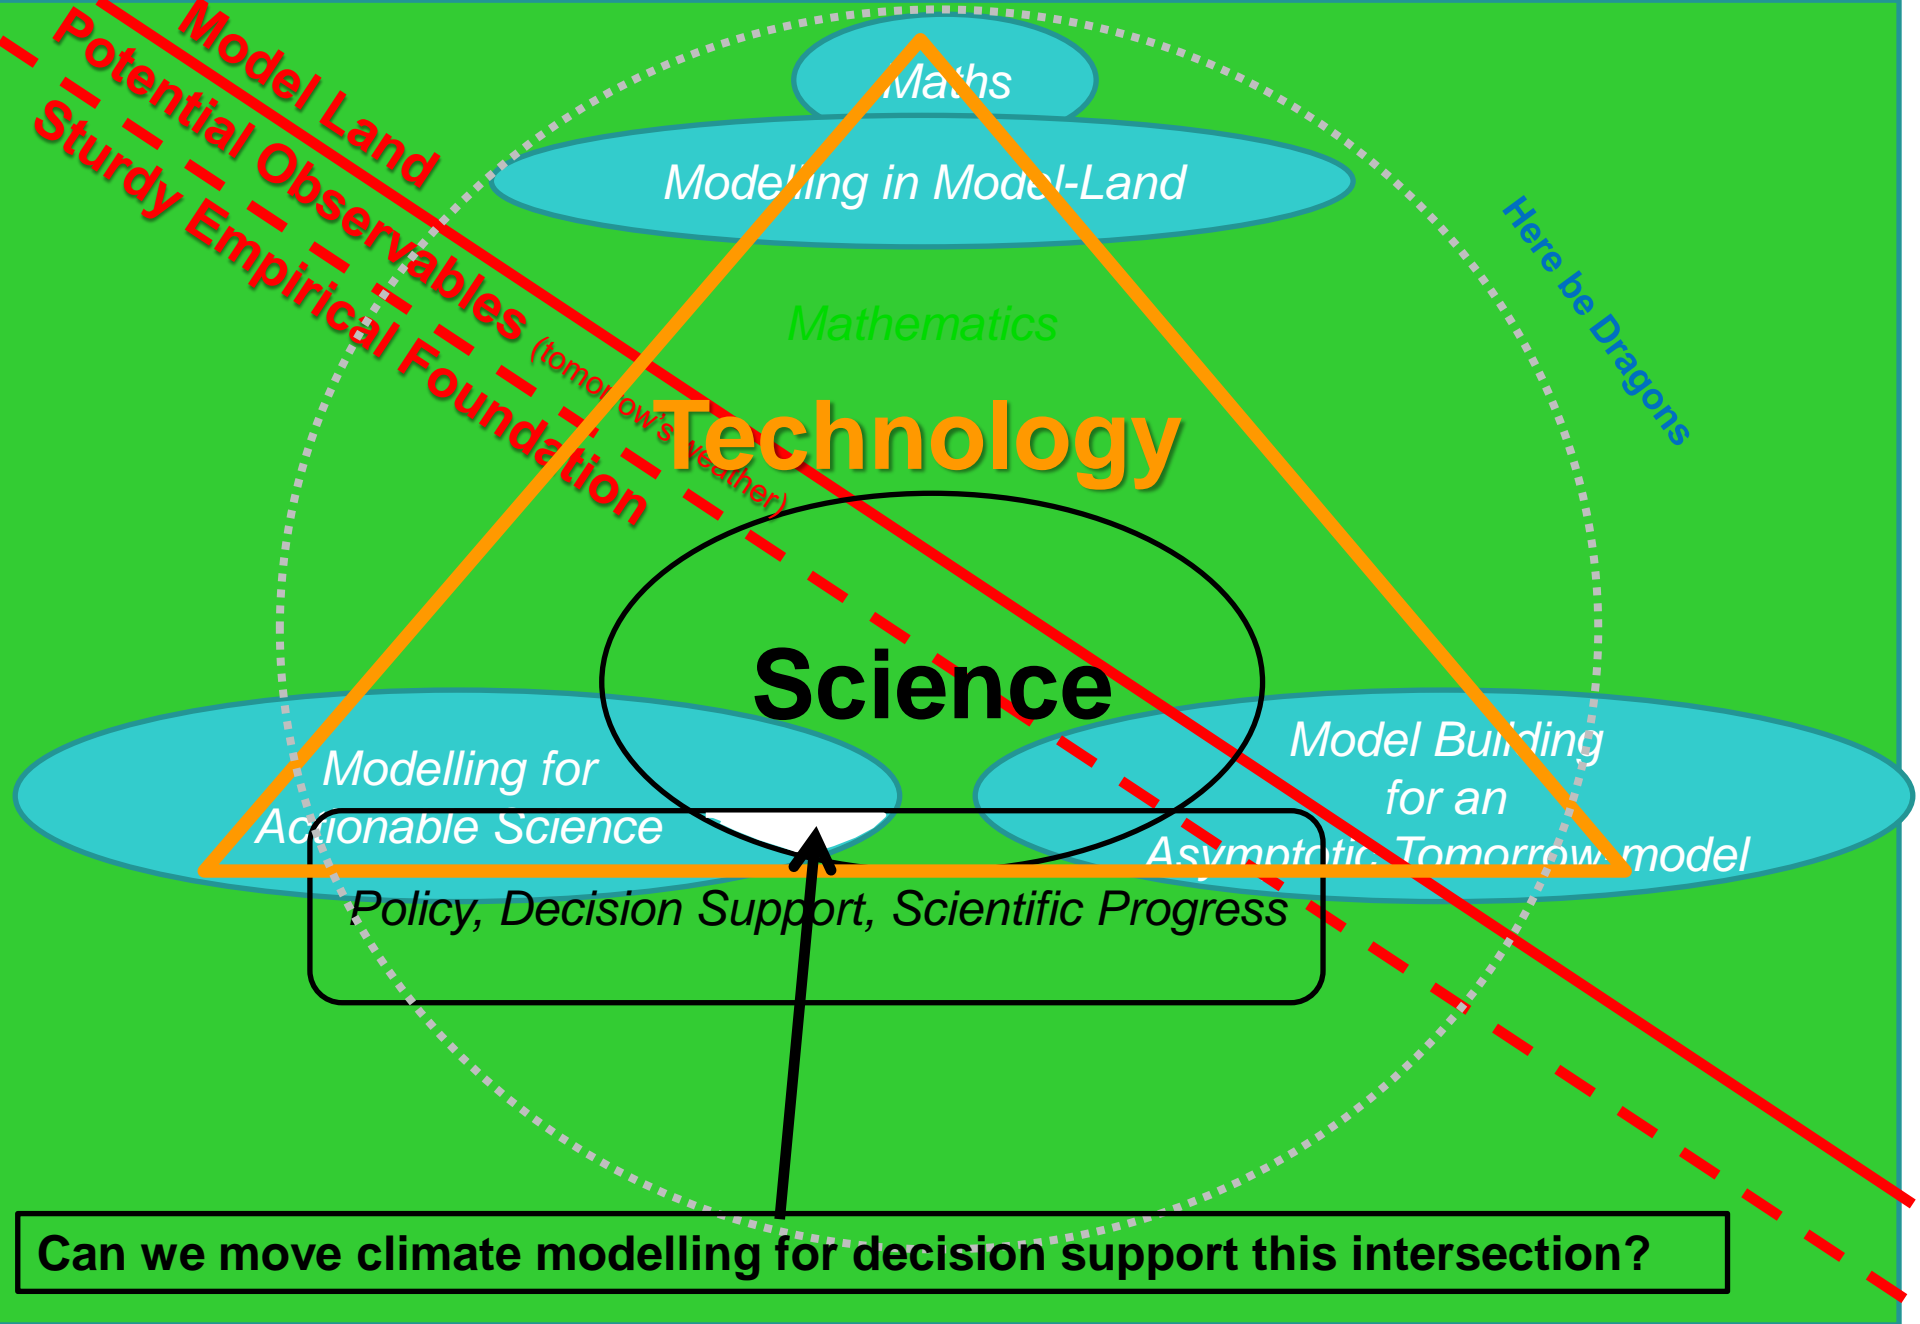 Maths
Modelling in Model-Land
Model Land
Potential Observables (tomorrow's weather)
Sturdy Empirical Foundation
Here be Dragons
Mathematics
Technology
Science
Modelling for
Actionable Science
Model Building
for an
Asymptotic Tomorrow-model
Policy, Decision Support, Scientific Progress
Can we move climate modelling for decision support this intersection?